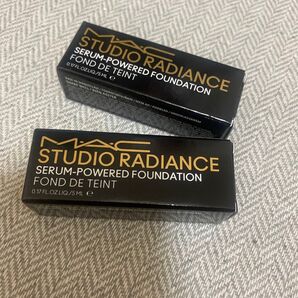 MAC
STUDIO RADIANCE
SERUM-POWERED FOUNDATION
FOND DE TEINT
0.17 FL.OZ.LIQ./5 ML ℮
MAC
STUDIO RADIANCE
SERUM-POWERED FOUNDATION
FOND DE TEINT
0.17 FL.OZ.LIQ./5 ML ℮